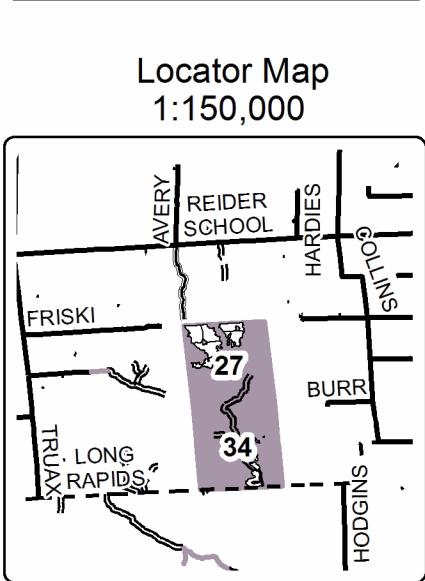 Locator Map
1:150,000
AVERY
REIDER
SCHOOL
HARDIES
COLLINS
FRISKI
27
BURR
34
TRUAX
LONG
RAPIDS
HODGINS